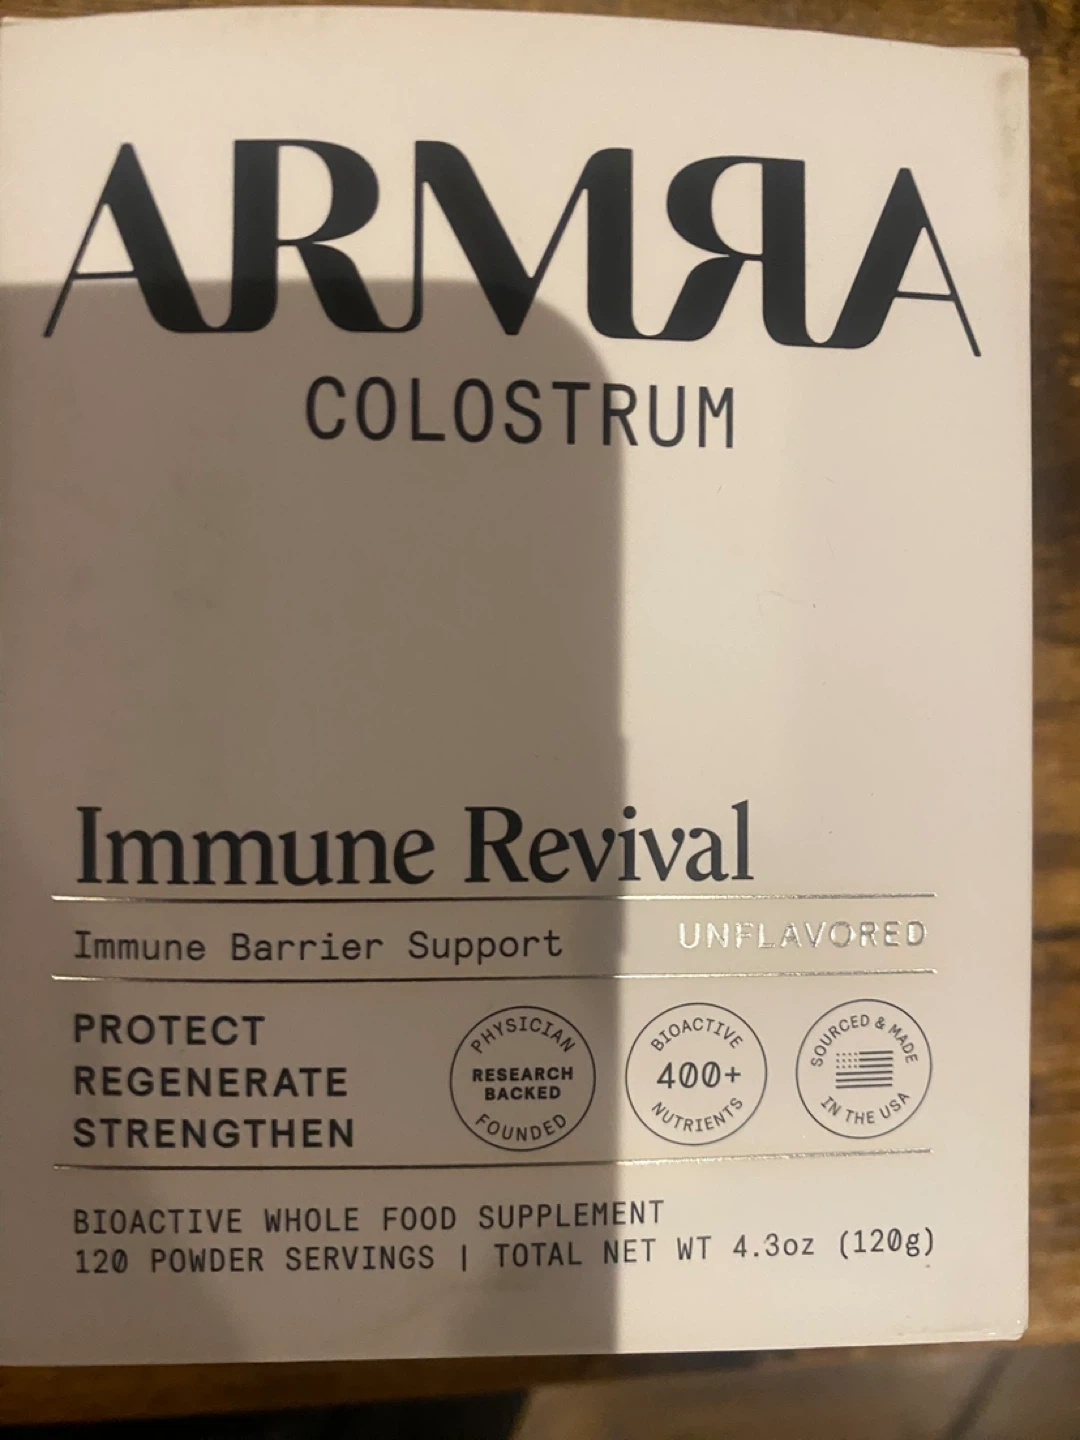 ARMRA
COLOSTRUM
Immune Revival
Immune Barrier Support UNFLAVORED
PROTECT
REGENERATE
STRENGTHEN
PHYSICIAN
RESEARCH
BACKED
FOUNDED
BIOACTIVE
400+
NUTRIENTS
SOURCED & MADE
IN THE USA
BIOACTIVE WHOLE FOOD SUPPLEMENT
120 POWDER SERVINGS | TOTAL NET WT 4.3oz (120g)